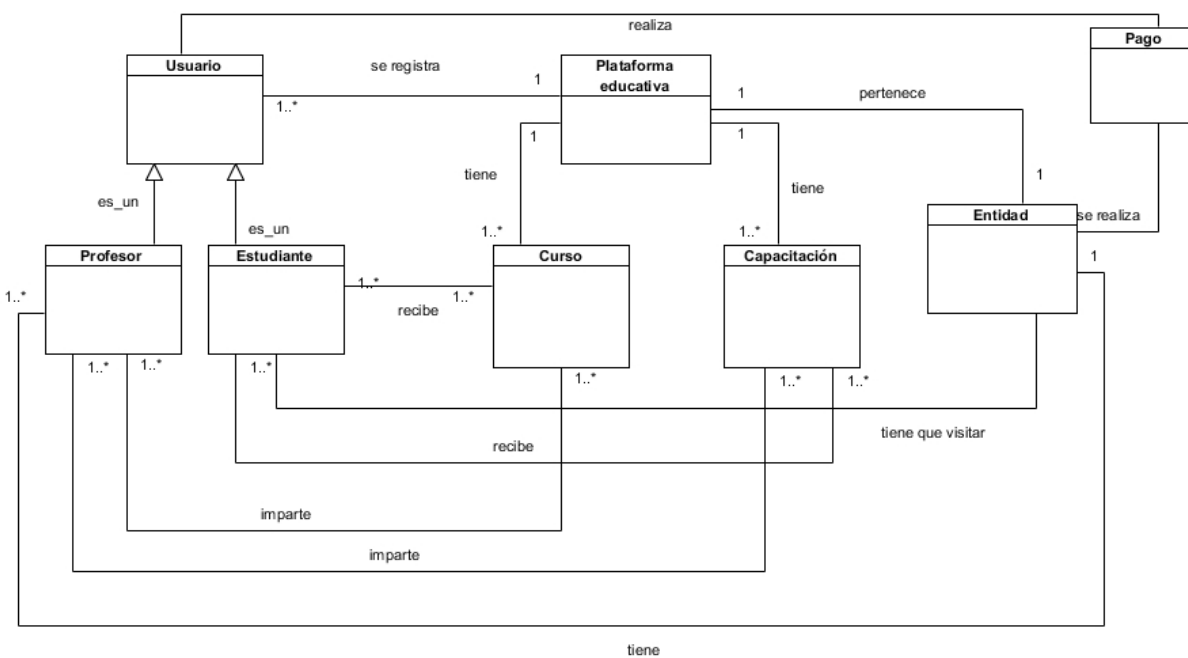 realiza
Pago
Usuario
se registra
1
1..*
Plataforma
educativa
1
pertenece
1
1
tiene
tiene
1
es_un
es_un
se realiza
Entidad
1
1..*
1..*
Profesor
Estudiante
Curso
Capacitación
1..*
1..*
1..*
recibe
1..*
1..*
1..*
1..*
1..*
1..*
tiene que visitar
recibe
imparte
imparte
tiene